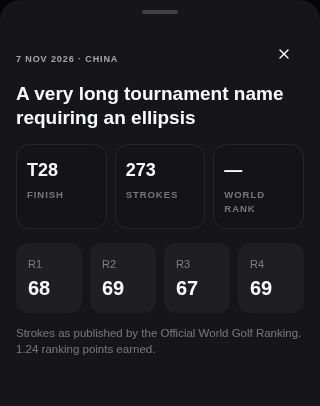 7 NOV 2026 · CHINA
A very long tournament name
requiring an ellipsis
T28
273
—
FINISH
STROKES
WORLD
RANK
R1
R2
R3
R4
68
69
67
69
Strokes as published by the Official World Golf Ranking.
1.24 ranking points earned.